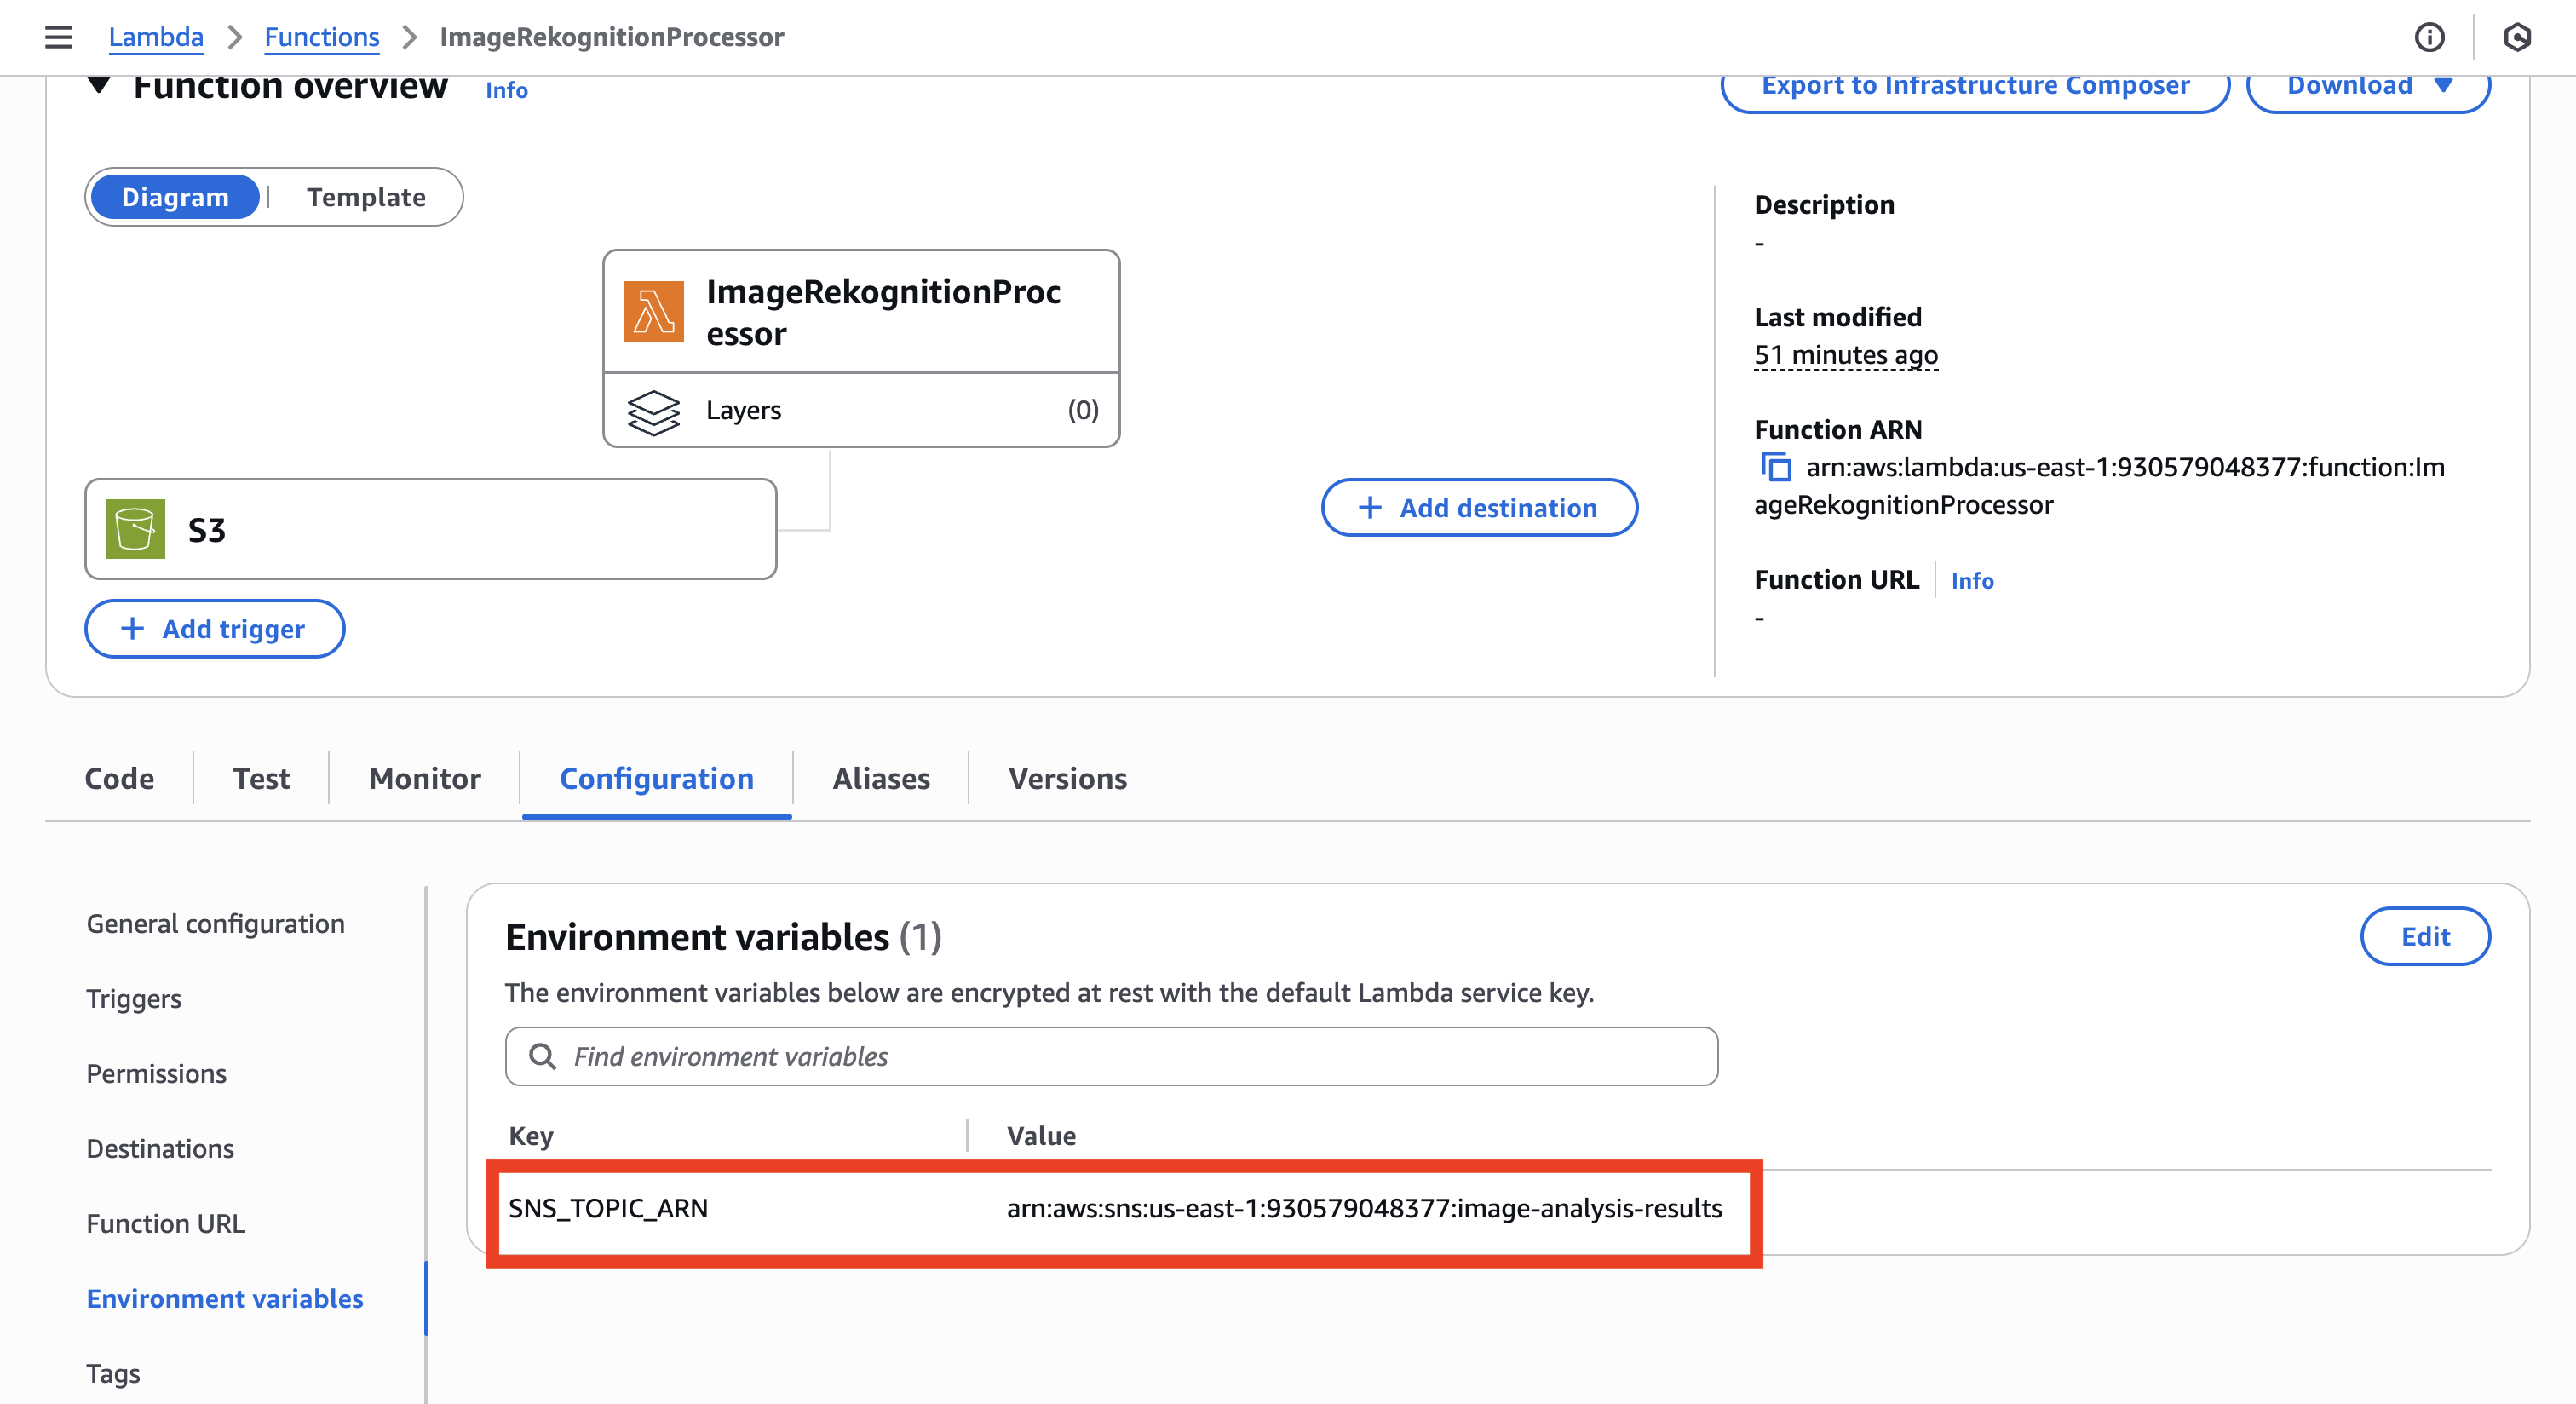 Lambda > Functions > ImageRekognitionProcessor
Function overview Info
Export to Infrastructure Composer
Download
Diagram | Template
ImageRekognitionProc
essor
Layers (0)
S3
+ Add trigger
+ Add destination
Description
-
Last modified
51 minutes ago
Function ARN
arn:aws:lambda:us-east-1:930579048377:function:Im
ageRekognitionProcessor
Function URL | Info
-
Code
Test
Monitor
Configuration
Aliases
Versions
General configuration
Triggers
Permissions
Destinations
Function URL
Environment variables
Tags
Environment variables (1)
Edit
The environment variables below are encrypted at rest with the default Lambda service key.
Find environment variables
Key | Value
SNS_TOPIC_ARN arn:aws:sns:us-east-1:930579048377:image-analysis-results